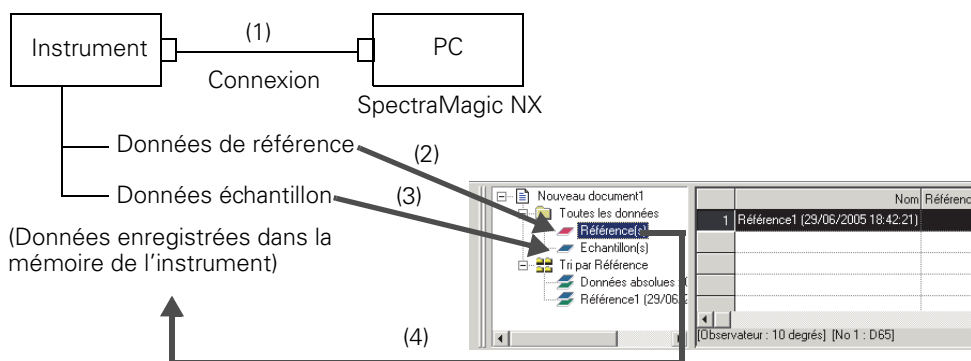 (1)
Instrument
PC
Connexion
SpectraMagic NX
Données de référence
(2)
Données échantillon
(3)
(Données enregistrées dans la
mémoire de l'instrument)
(4)
Nouveau document1
Toutes les données
Référence(s)
Echantillon(s)
Tri par Référence
Données absolues
Référence1 (29/06/2
Nom Référenc
1 Référence1 (29/06/2005 18:42:21)
[Observateur : 10 degrés] [No 1 : D65]